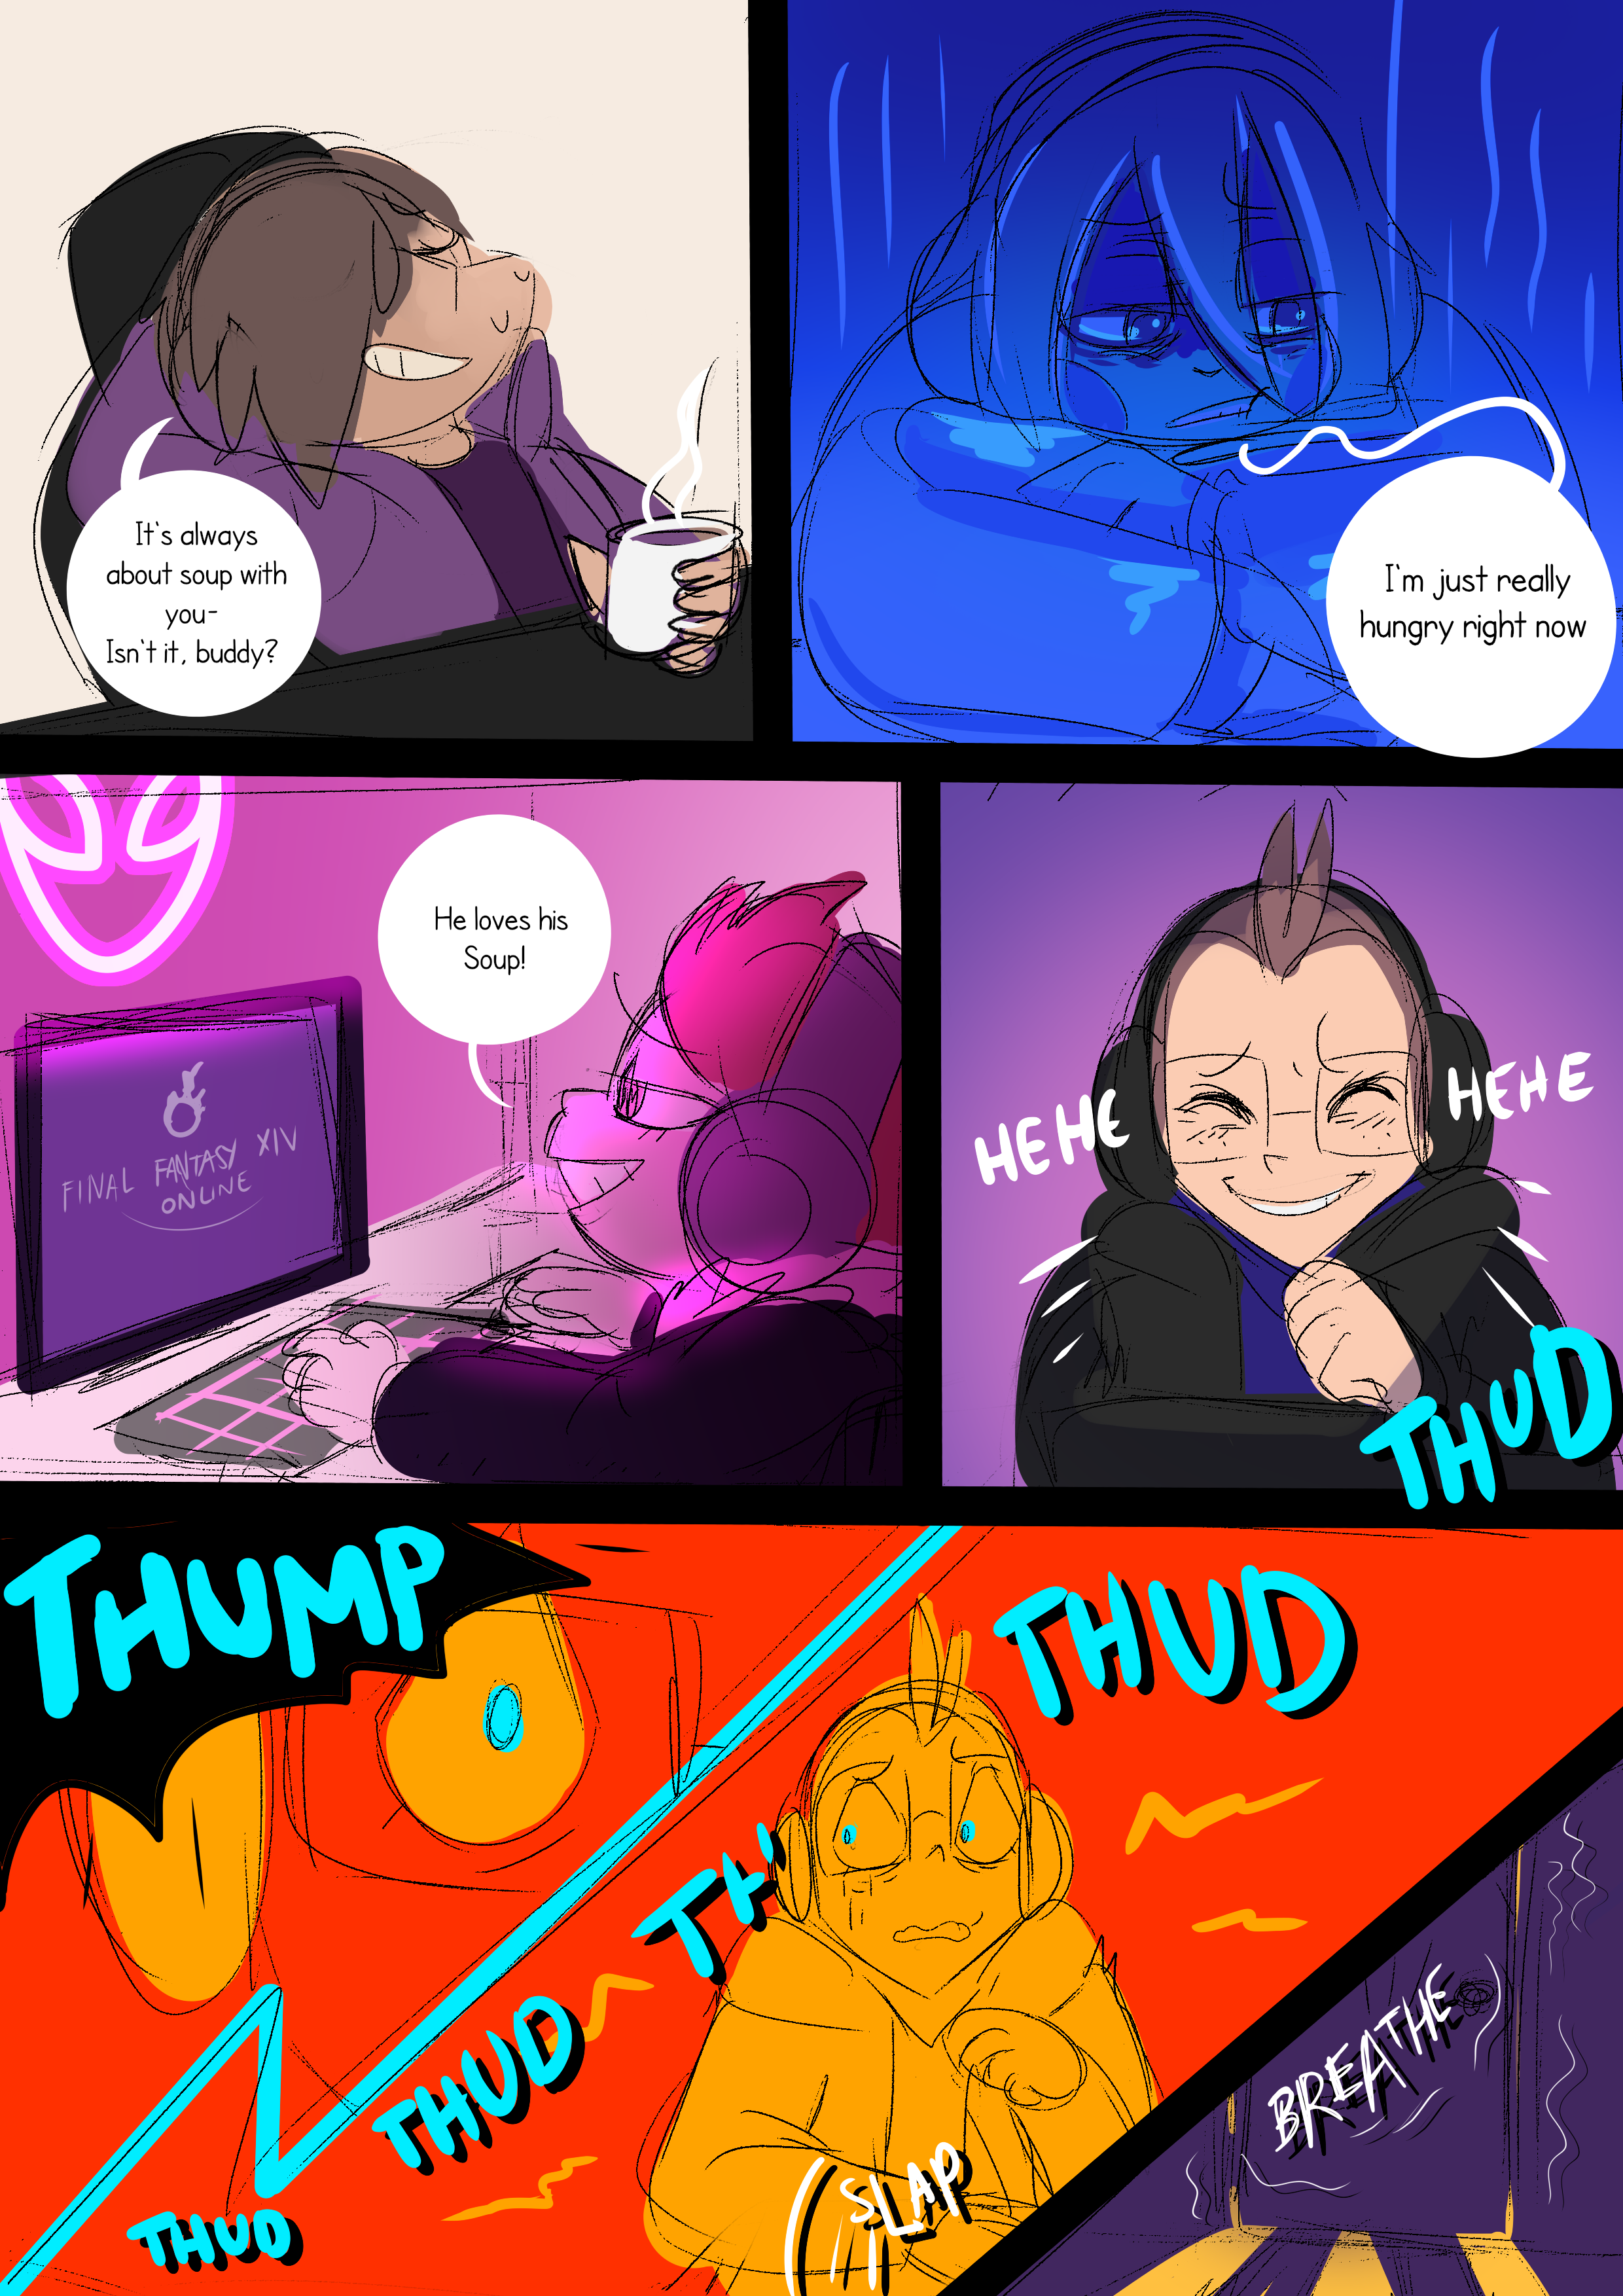 It's always
about soup with
you-
Isn't it, buddy?
I'm just really
hungry right now
He loves his
Soup!
FINAL FANTASY XIV
ONLINE
HEHE
HEHE
THUD
THUMP
THUD
THUD
THUD
SLAP
BREATHE